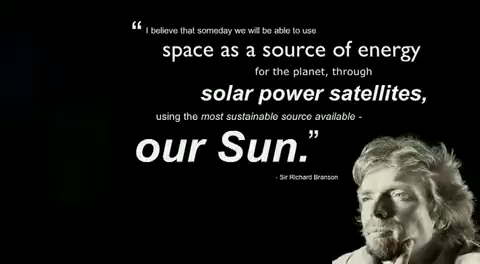 “ I believe that someday we will be able to use
space as a source of energy
for the planet, through
solar power satellites,
using the most sustainable source available -
our Sun.”
- Sir Richard Branson